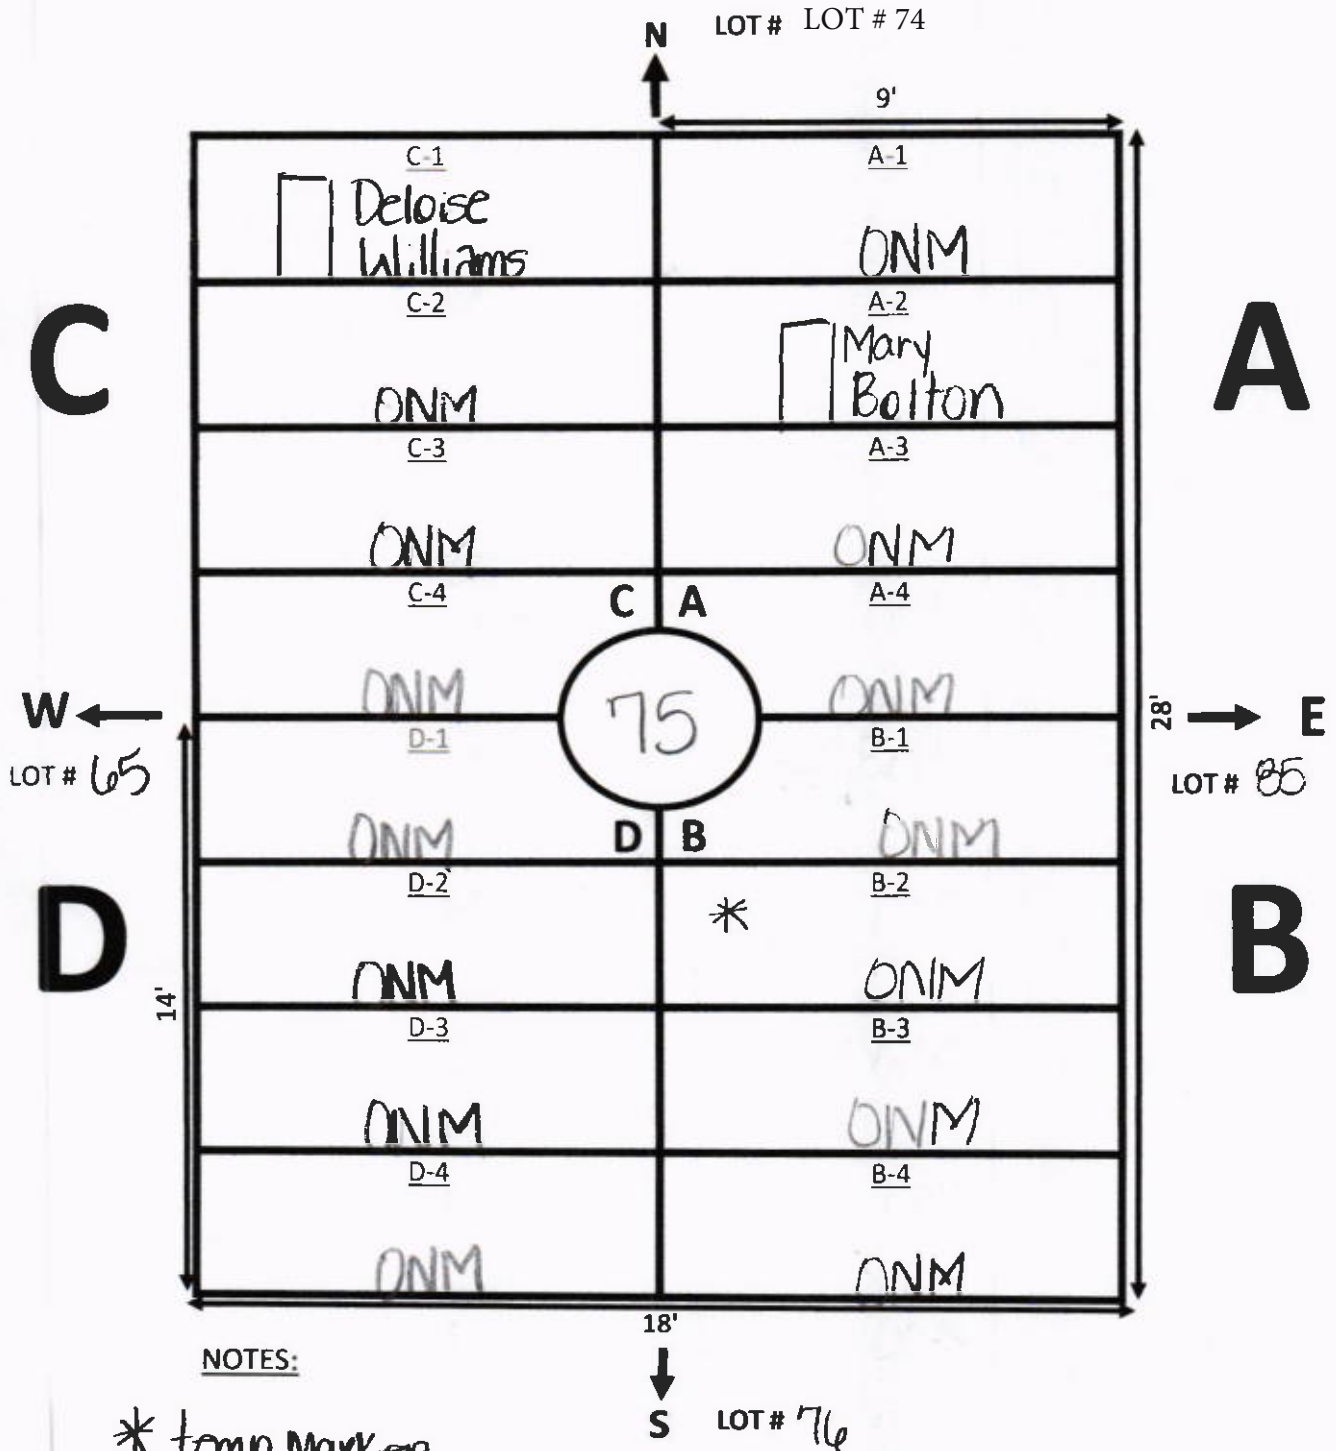 N LOT # LOT # 74
9'
C-1 A-1
Deloise
Williams ONM
C-2 A-2
Mary
C A
ONM Bolton
C-3 A-3
ONM ONM
C-4 C A A-4
ONM ONM
W 75 28' E
D-1 B-1
LOT # 65 LOT # 85
ONM D B ONM
D-2 B-2
*
D B
ONM ONM
14'
D-3 B-3
ONM ONM
D-4 B-4
ONM ONM
18'
NOTES:
S LOT # 76
* temp Marker